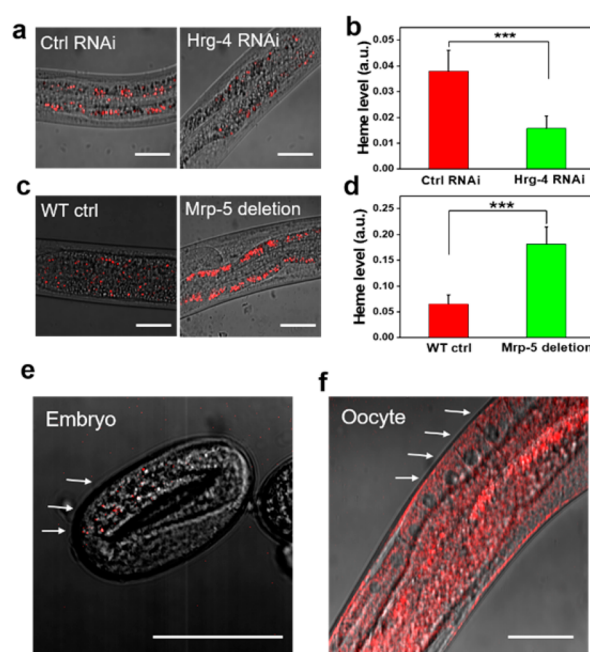 a
Ctrl RNAi
Hrg-4 RNAi
b
Heme level (a.u.)
0.05
0.04
0.03
0.02
0.01
0.00
***
Ctrl RNAi Hrg-4 RNAi
c
WT ctrl
Mrp-5 deletion
d
Heme level (a.u.)
0.25
0.20
0.15
0.10
0.05
0.00
***
WT ctrl Mrp-5 deletion
e
Embryo
f
Oocyte